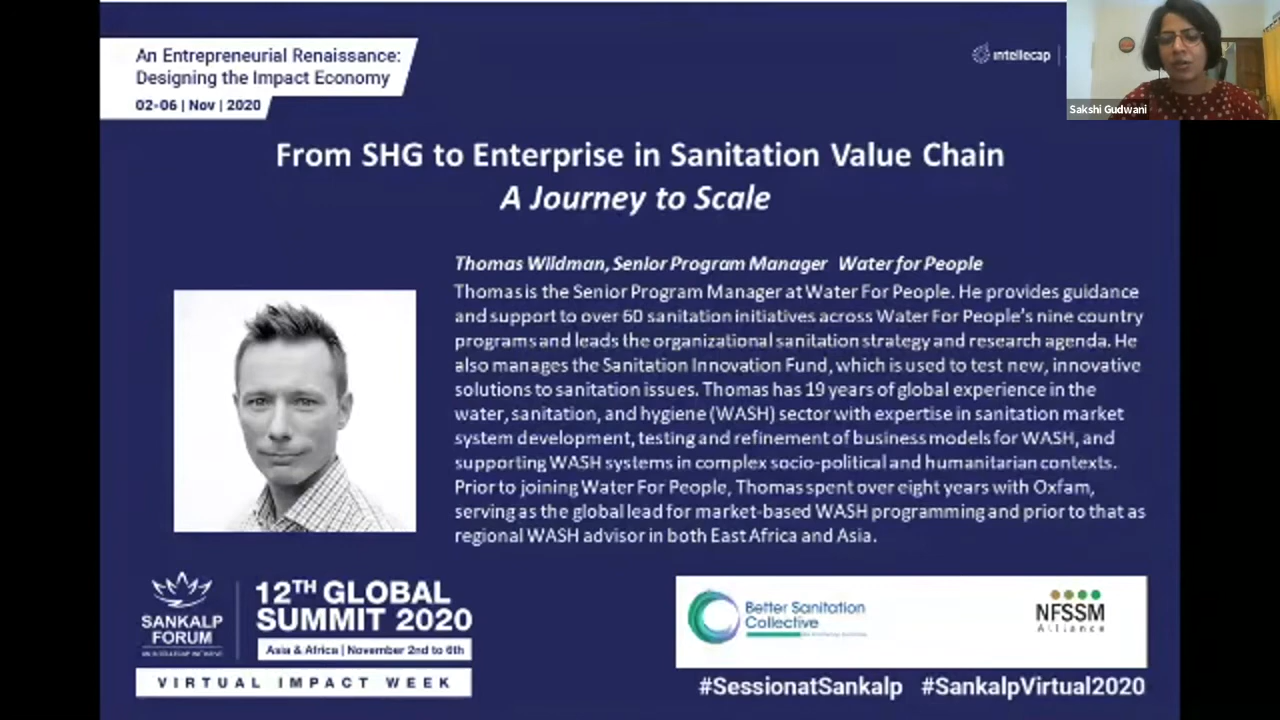 An Entrepreneurial Renaissance:
Designing the Impact Economy
02-06 | Nov | 2020
intellecap
Sakshi Gudwani
From SHG to Enterprise in Sanitation Value Chain
A Journey to Scale
Thomas Wildman, Senior Program Manager Water for People
Thomas is the Senior Program Manager at Water For People. He provides guidance
and support to over 60 sanitation initiatives across Water For People's nine country
programs and leads the organizational sanitation strategy and research agenda. He
also manages the Sanitation Innovation Fund, which is used to test new, innovative
solutions to sanitation issues. Thomas has 19 years of global experience in the
water, sanitation, and hygiene (WASH) sector with expertise in sanitation market
system development, testing and refinement of business models for WASH, and
supporting WASH systems in complex socio-political and humanitarian contexts.
Prior to joining Water For People, Thomas spent over eight years with Oxfam,
serving as the global lead for market-based WASH programming and prior to that as
regional WASH advisor in both East Africa and Asia.
SANKALP
FORUM
12TH GLOBAL
SUMMIT 2020
Asia & Africa | November 2nd to 6th
VIRTUAL IMPACT WEEK
Better Sanitation
Collective
NFSSM
Alliance
#SessionatSankalp #SankalpVirtual2020